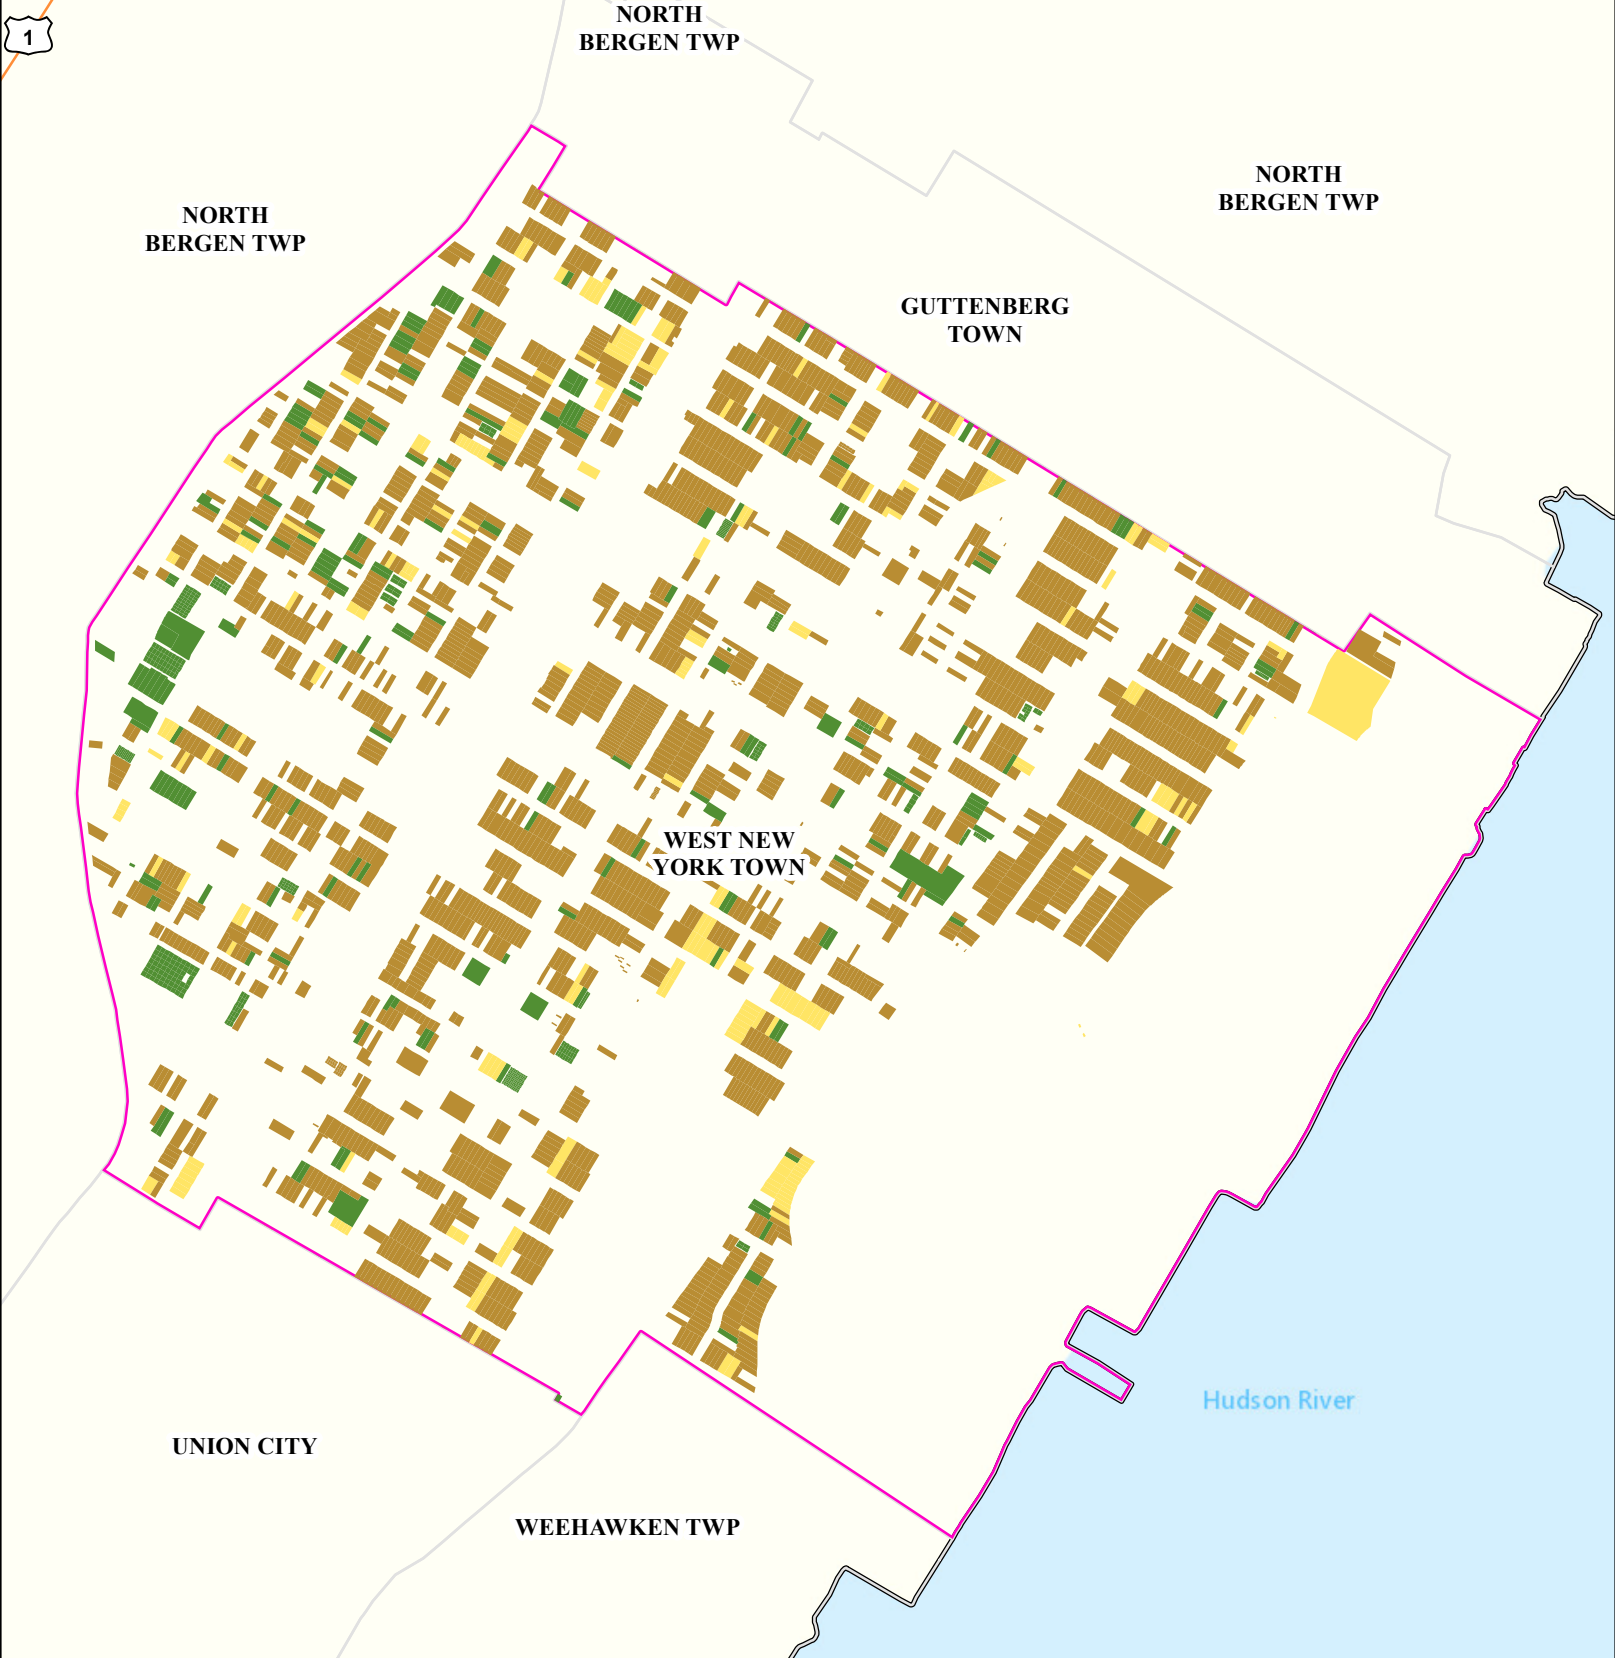 NORTH
BERGEN TWP
1
NORTH
BERGEN TWP
NORTH
BERGEN TWP
GUTTENBERG
TOWN
WEST NEW
YORK TOWN
Hudson River
UNION CITY
WEEHAWKEN TWP